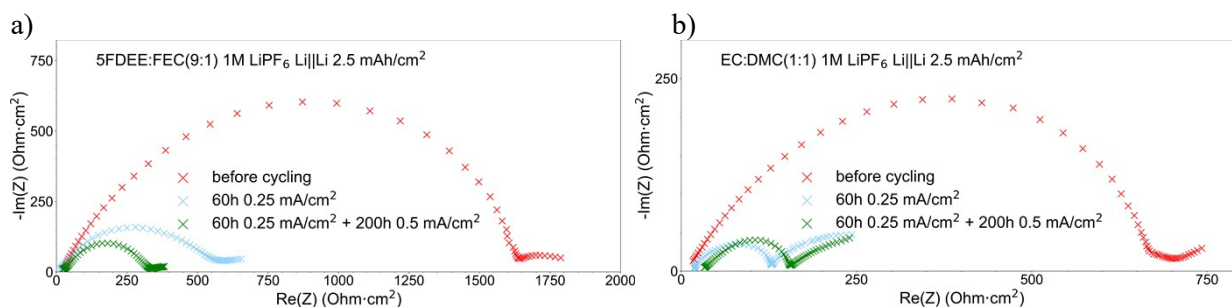 a)
5FDEE:FEC(9:1) 1M LiPF₆ Li||Li 2.5 mAh/cm²
-Im(Z) (Ohm·cm²)
750
500
250
0
before cycling
60h 0.25 mA/cm²
60h 0.25 mA/cm² + 200h 0.5 mA/cm²
0 250 500 750 1000 1250 1500 1750 2000
Re(Z) (Ohm·cm²)
b)
EC:DMC(1:1) 1M LiPF₆ Li||Li 2.5 mAh/cm²
-Im(Z) (Ohm·cm²)
250
0
before cycling
60h 0.25 mA/cm²
60h 0.25 mA/cm² + 200h 0.5 mA/cm²
0 250 500 750
Re(Z) (Ohm·cm²)